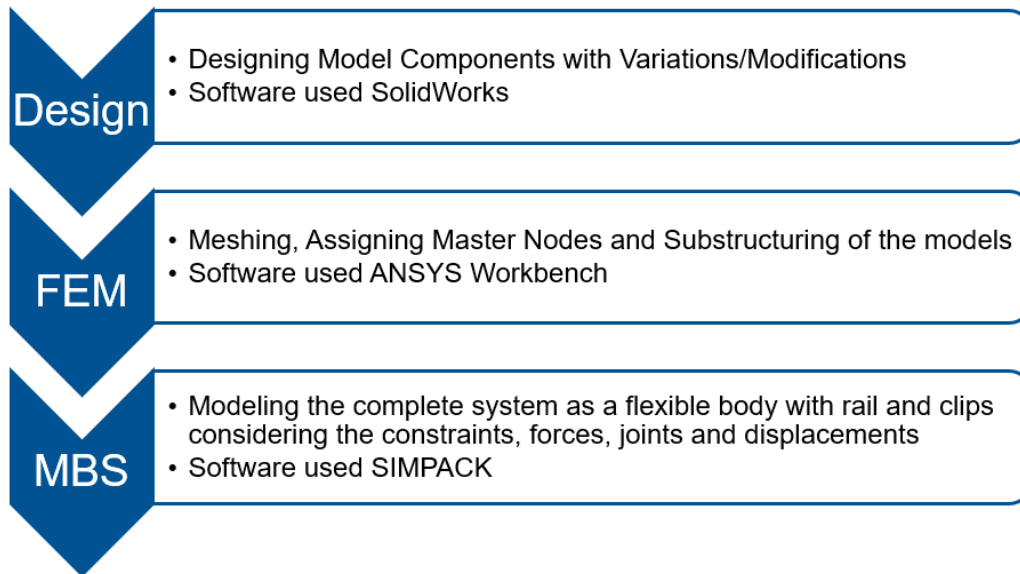 Design
• Designing Model Components with Variations/Modifications
• Software used SolidWorks
FEM
• Meshing, Assigning Master Nodes and Substructuring of the models
• Software used ANSYS Workbench
MBS
• Modeling the complete system as a flexible body with rail and clips
considering the constraints, forces, joints and displacements
• Software used SIMPACK